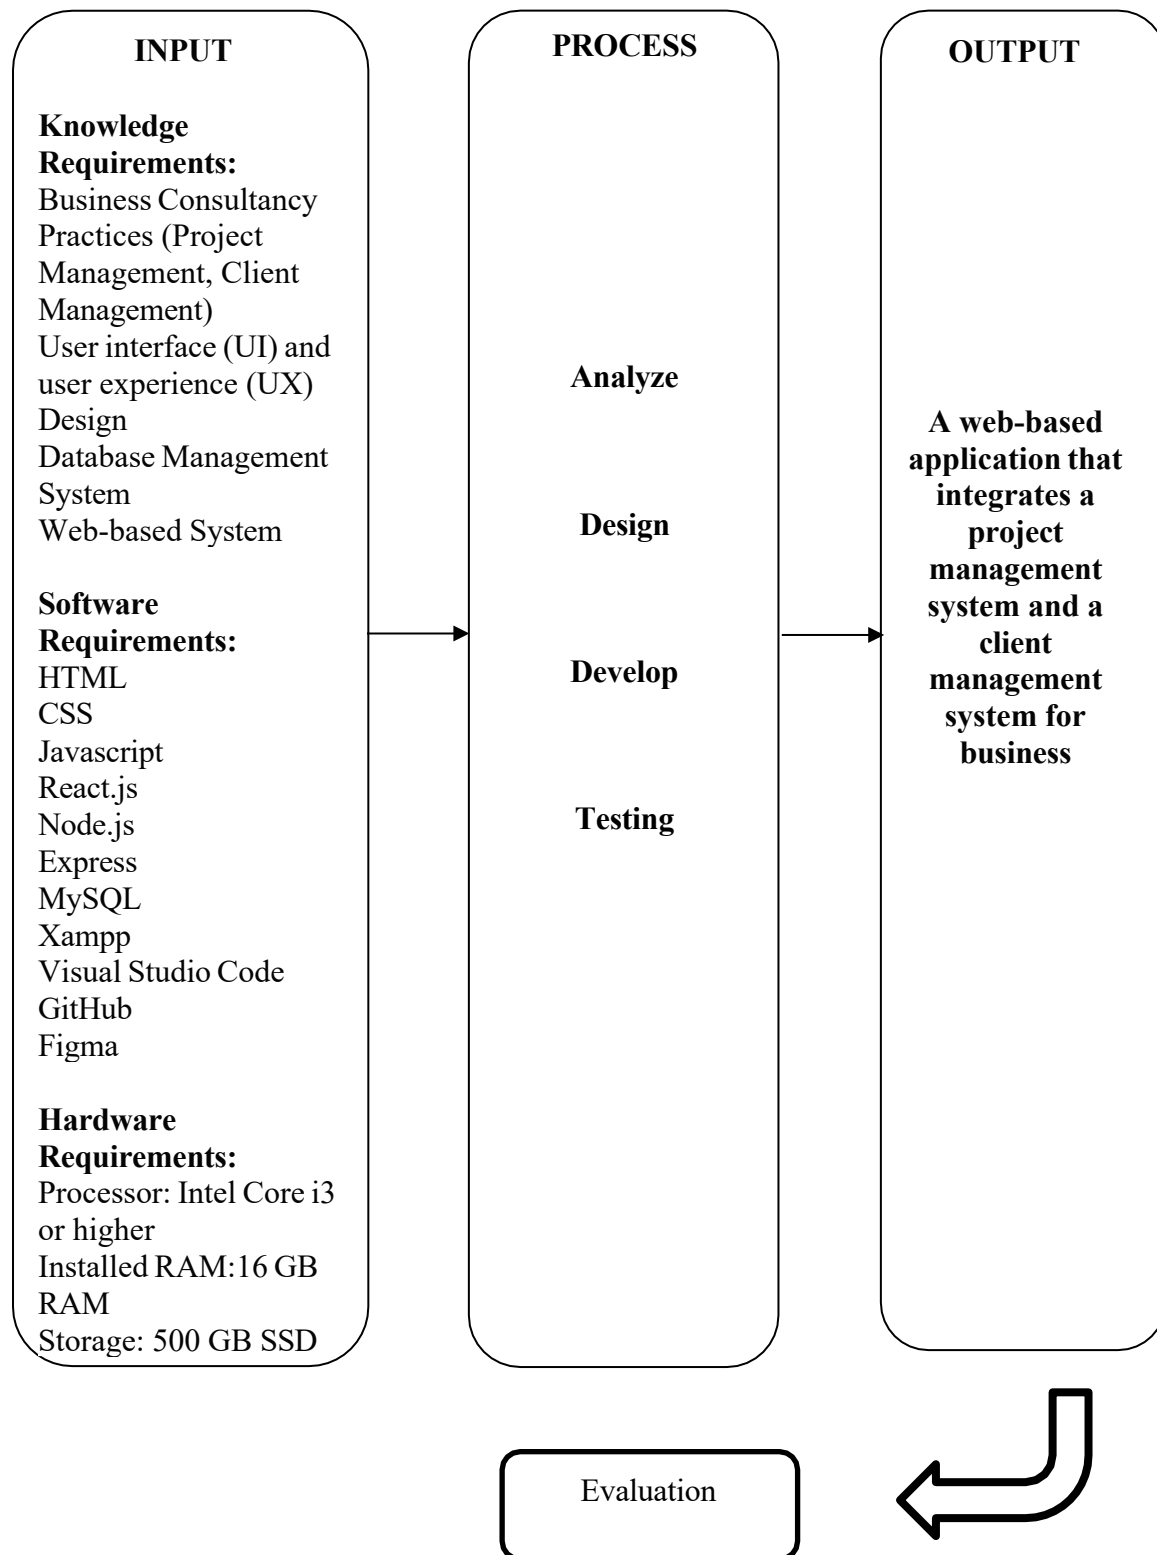 INPUT
Knowledge
Requirements:
Business Consultancy
Practices (Project
Management, Client
Management)
User interface (UI) and
user experience (UX)
Design
Database Management
System
Web-based System
Software
Requirements:
HTML
CSS
Javascript
React.js
Node.js
Express
MySQL
Xampp
Visual Studio Code
GitHub
Figma
Hardware
Requirements:
Processor: Intel Core i3
or higher
Installed RAM:16 GB
RAM
Storage: 500 GB SSD
PROCESS
Analyze
Design
Develop
Testing
OUTPUT
A web-based
application that
integrates a
project
management
system and a
client
management
system for
business
Evaluation